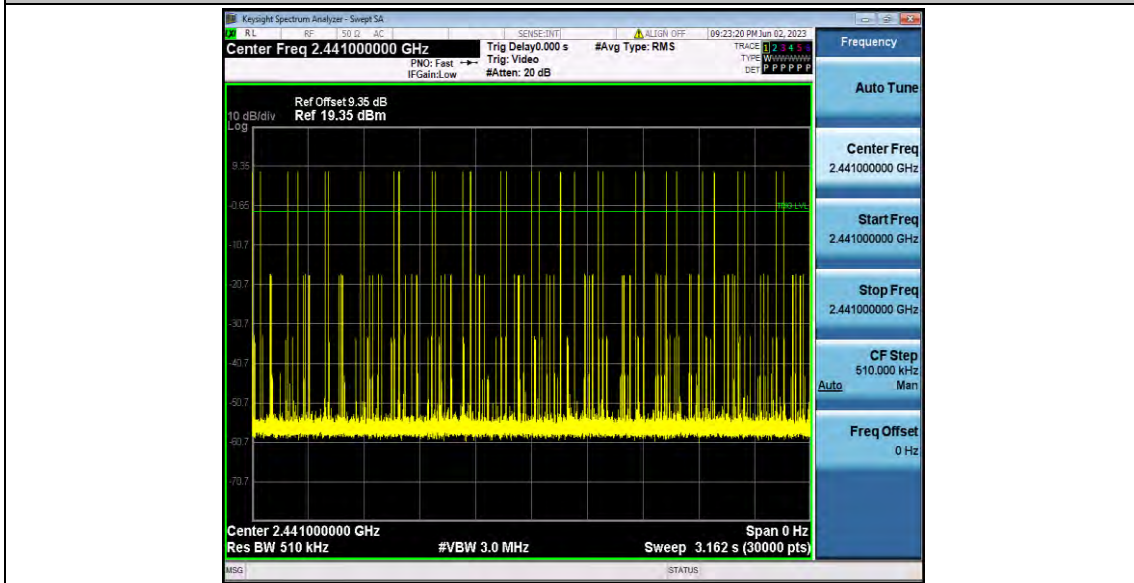 Keysight Spectrum Analyzer - Swept SA
RL RF 50 Ω AC SENSE:INT ALIGN OFF 09:23:20 PM Jun 02, 2023
Center Freq 2.441000000 GHz
PNO: Fast
IFGain:Low
Trig Delay0.000 s
Trig: Video
#Atten: 20 dB
#Avg Type: RMS
TRACE 1 2 3 4 5 6
TYPE WWWWWW
DET P P P P P P
Ref Offset 9.35 dB
10 dB/div Ref 19.35 dBm
Log
9.35
-0.65
TRIG LVL
-10.7
-20.7
-30.7
-40.7
-50.7
-60.7
-70.7
Center 2.441000000 GHz Span 0 Hz
Res BW 510 kHz #VBW 3.0 MHz Sweep 3.162 s (30000 pts)
MSG STATUS
Frequency
Auto Tune
Center Freq
2.441000000 GHz
Start Freq
2.441000000 GHz
Stop Freq
2.441000000 GHz
CF Step
510.000 kHz
Auto Man
Freq Offset
0 Hz